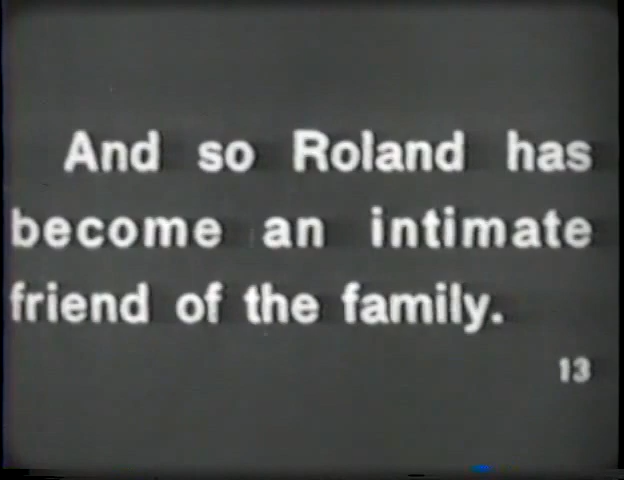 And so Roland has
become an intimate
friend of the family.
13